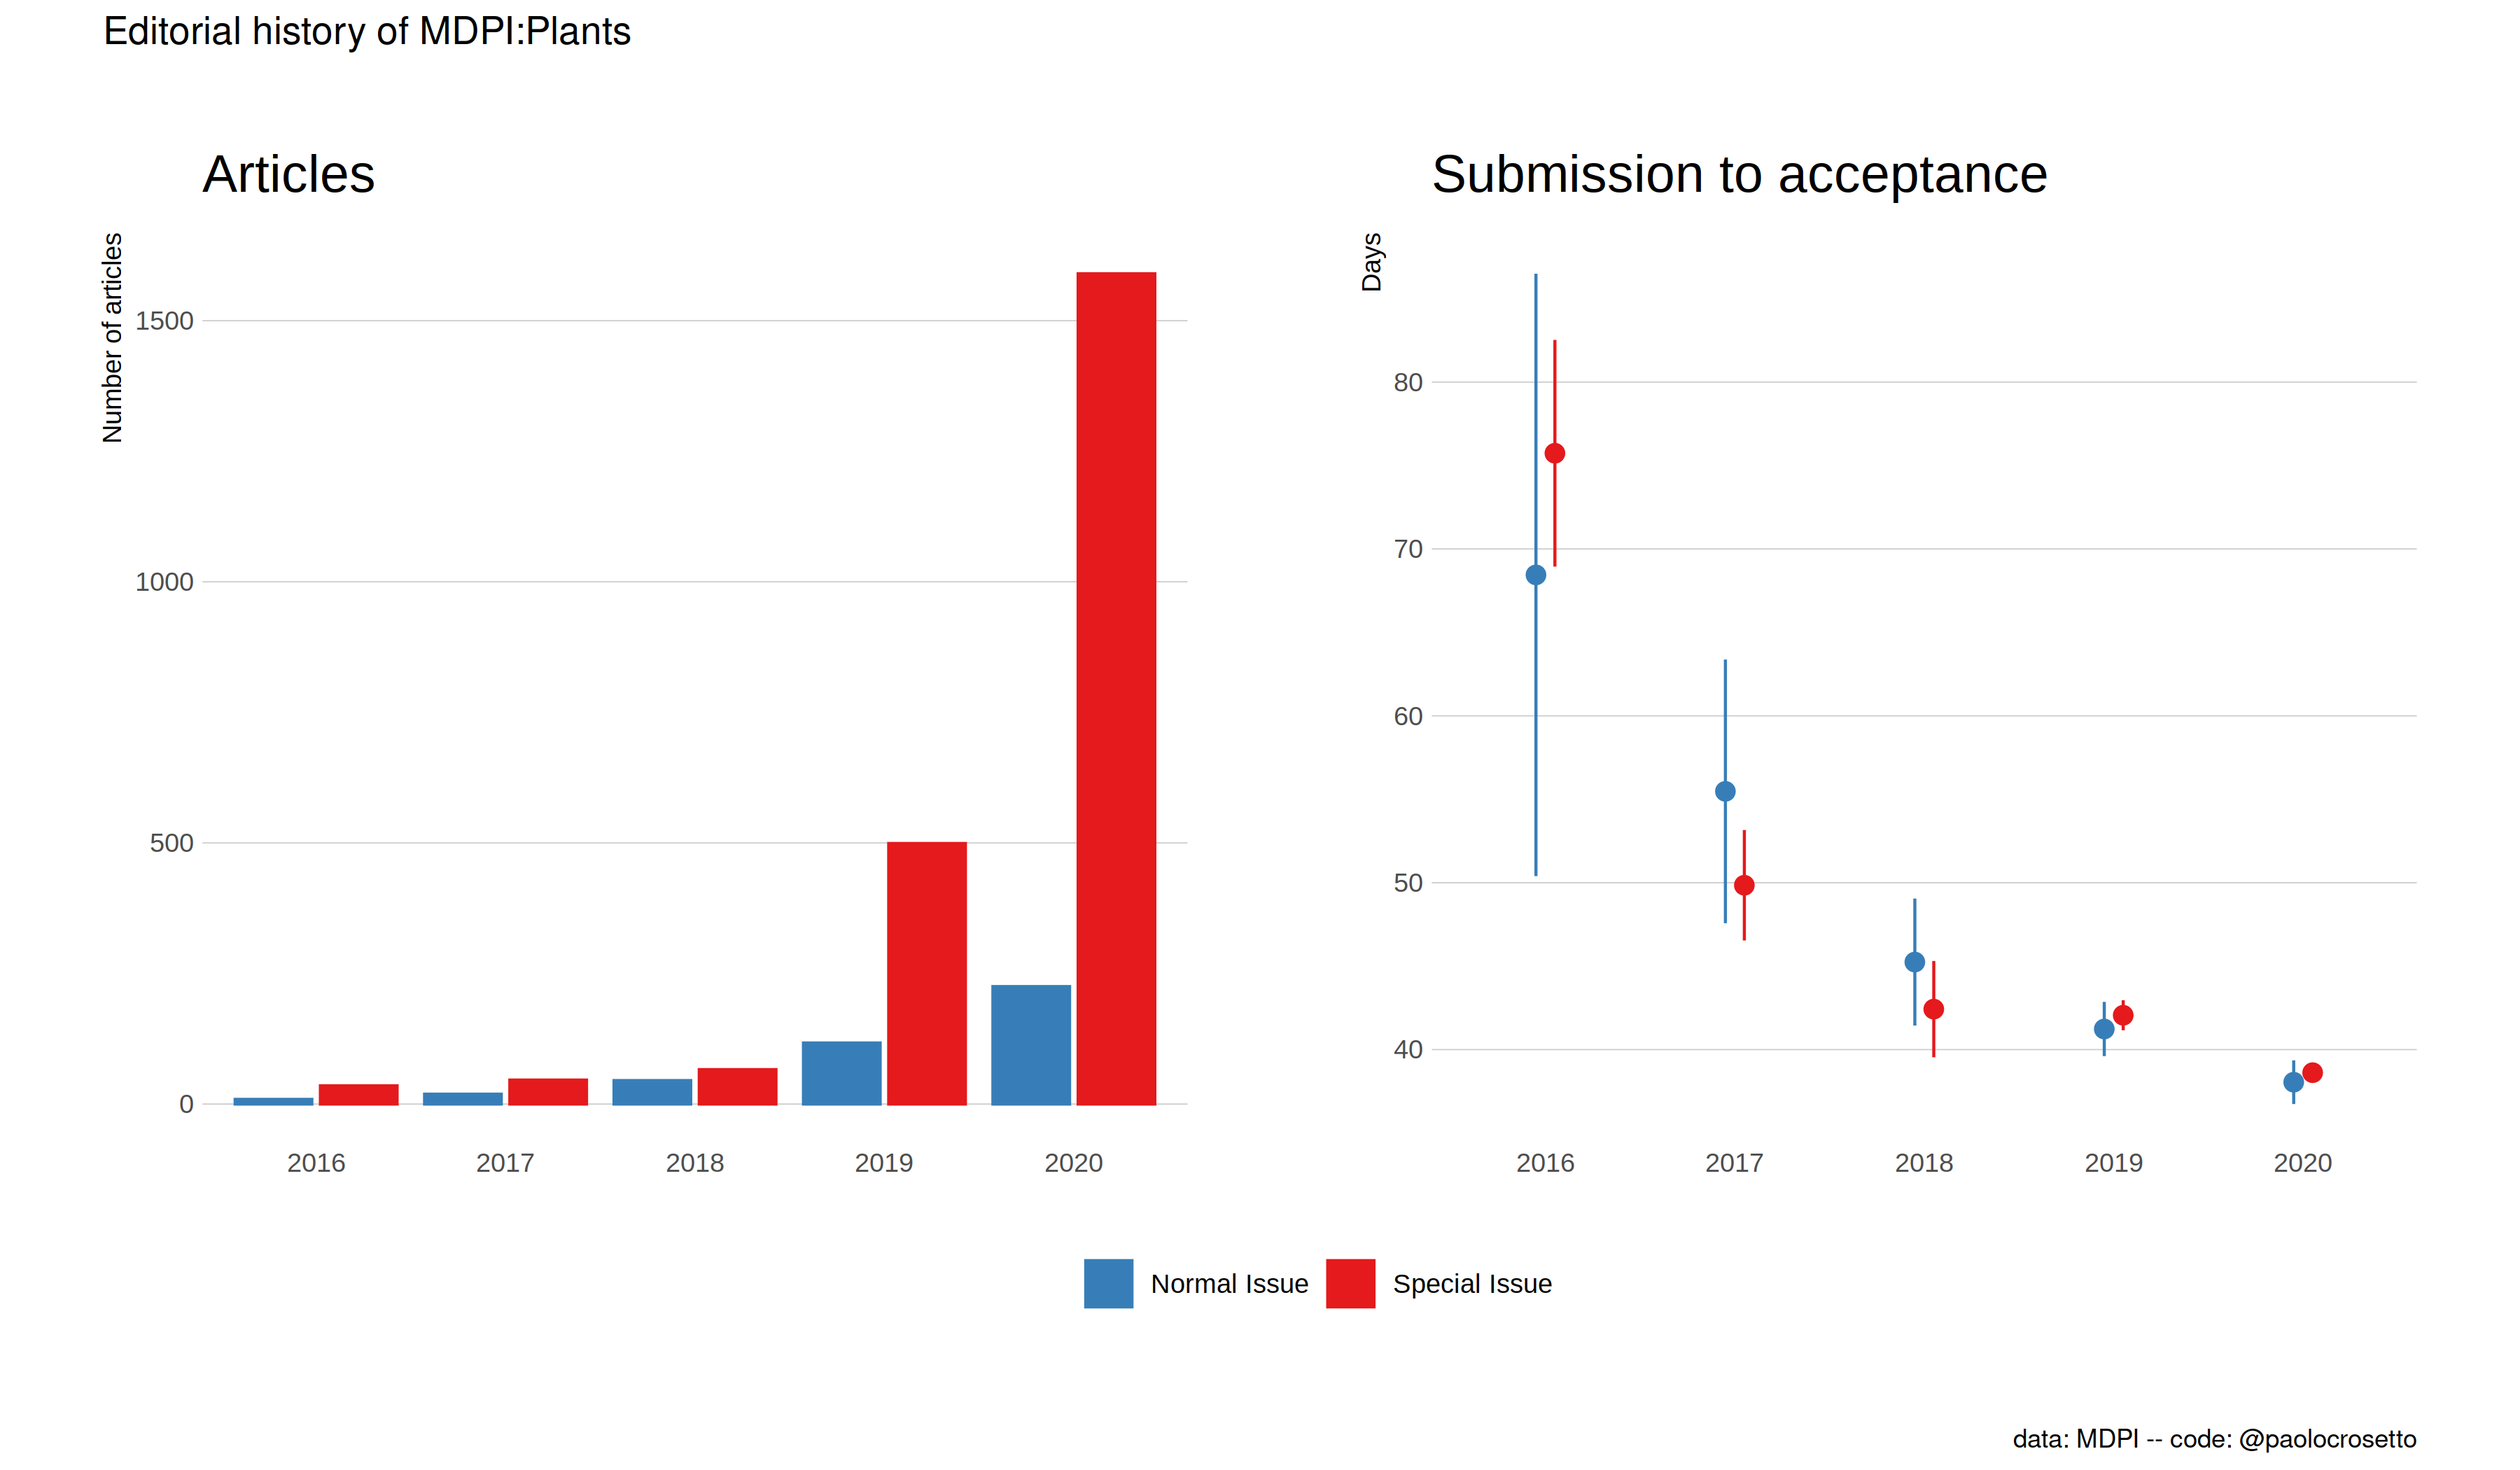 Editorial history of MDPI:Plants
Articles
Number of articles
1500
1000
500
0
2016 2017 2018 2019 2020
Submission to acceptance
Days
80
70
60
50
40
2016 2017 2018 2019 2020
Normal Issue Special Issue
data: MDPI -- code: @paolocrosetto